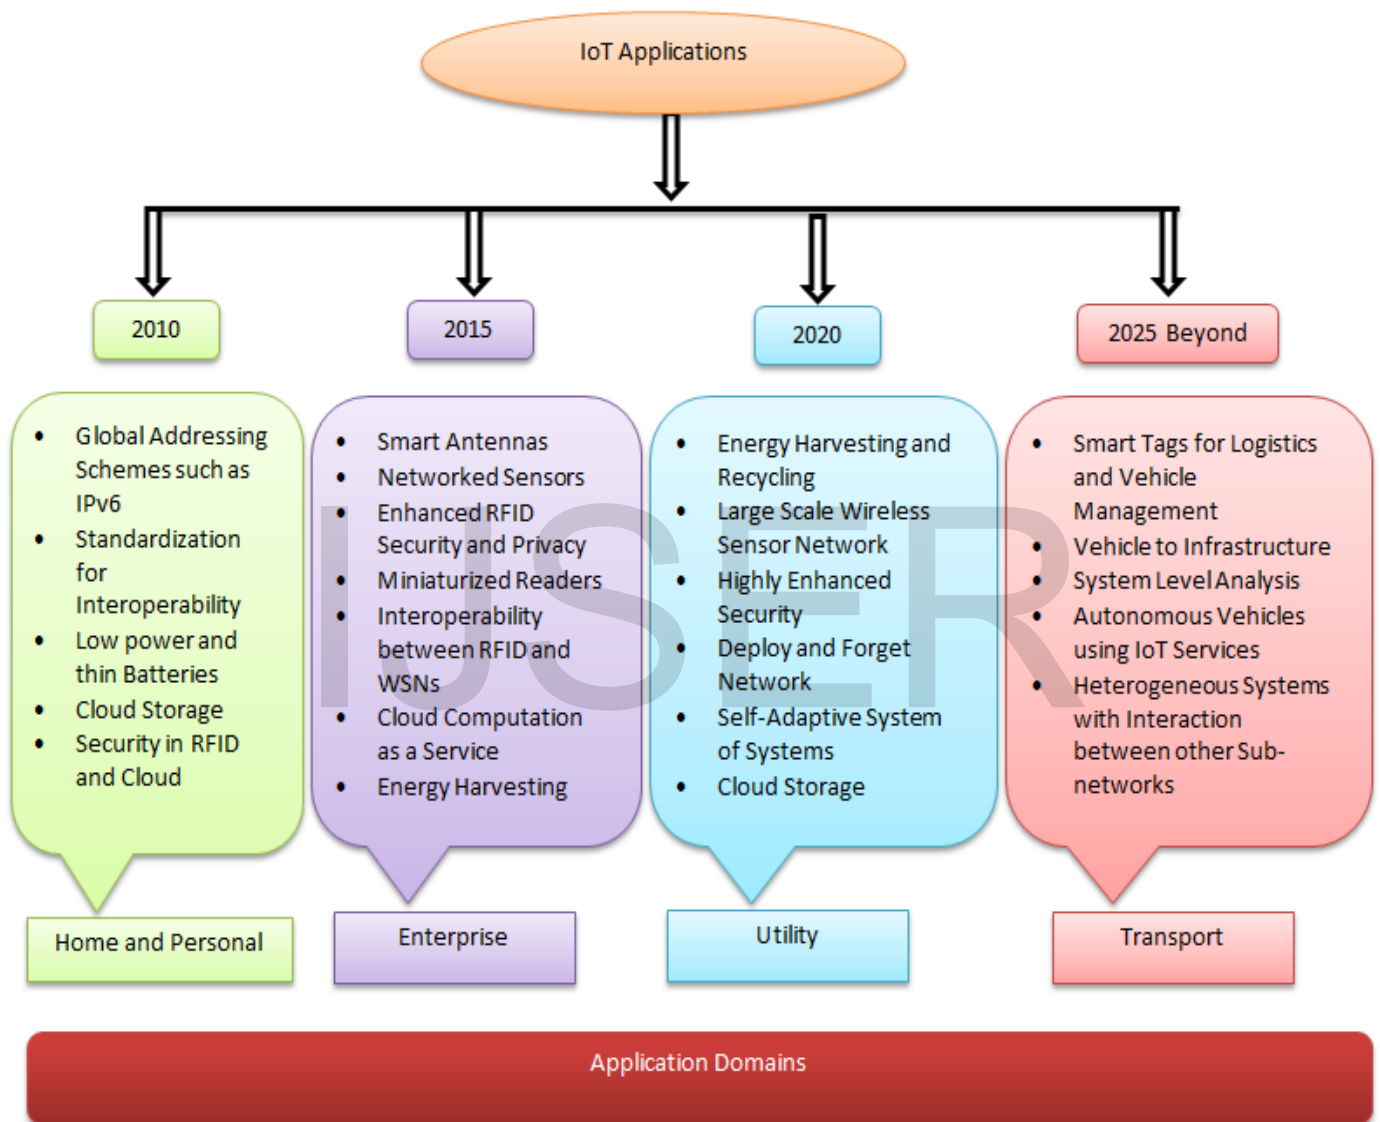 IoT Applications
2010
2015
2020
2025 Beyond
Global Addressing
Schemes such as
IPv6
Standardization
for
Interoperability
Low power and
thin Batteries
Cloud Storage
Security in RFID
and Cloud
Smart Antennas
Networked Sensors
Enhanced RFID
Security and Privacy
Miniaturized Readers
Interoperability
between RFID and
WSNs
Cloud Computation
as a Service
Energy Harvesting
Energy Harvesting and
Recycling
Large Scale Wireless
Sensor Network
Highly Enhanced
Security
Deploy and Forget
Network
Self-Adaptive System
of Systems
Cloud Storage
Smart Tags for Logistics
and Vehicle
Management
Vehicle to Infrastructure
System Level Analysis
Autonomous Vehicles
using IoT Services
Heterogeneous Systems
with Interaction
between other Sub-
networks
IJSER
Home and Personal
Enterprise
Utility
Transport
Application Domains